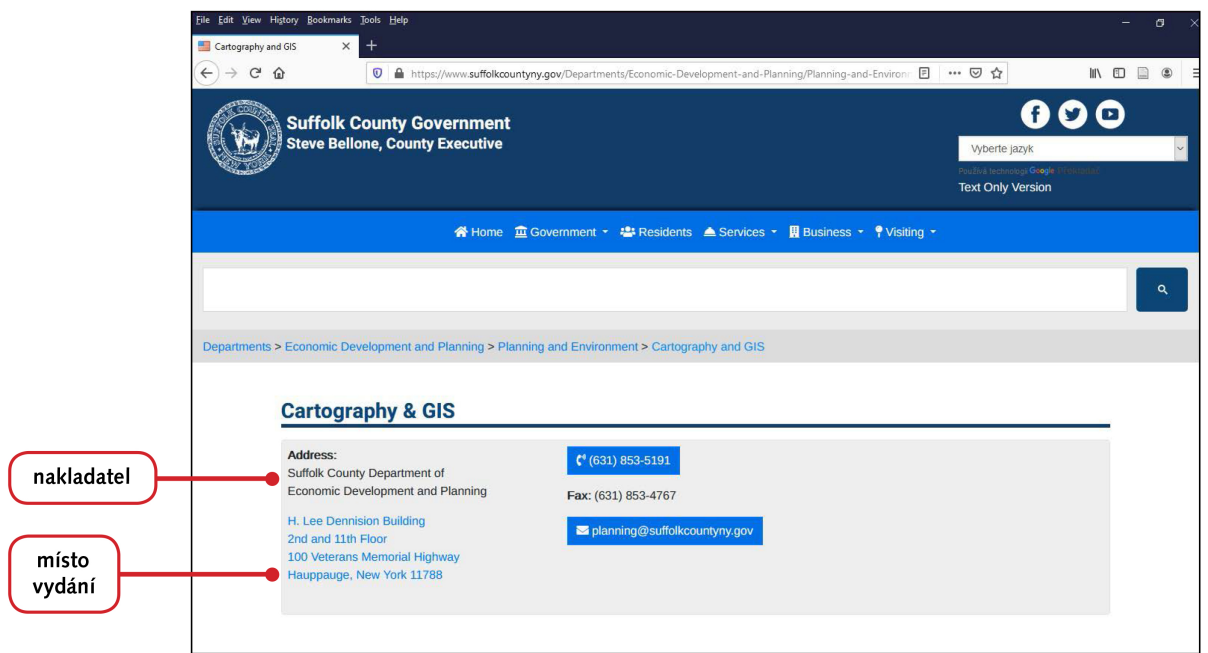 File Edit View History Bookmarks Tools Help
Cartography and GIS
https://www.suffolkcountyny.gov/Departments/Economic-Development-and-Planning/Planning-and-Environ
Suffolk County Government
Steve Bellone, County Executive
Vyberte jazyk
Používá technologii Google Překladač
Text Only Version
Home Government Residents Services Business Visiting
Departments > Economic Development and Planning > Planning and Environment > Cartography and GIS
Cartography & GIS
nakladatel
místo
vydání
Address:
Suffolk County Department of
Economic Development and Planning
H. Lee Dennision Building
2nd and 11th Floor
100 Veterans Memorial Highway
Hauppauge, New York 11788
(631) 853-5191
Fax: (631) 853-4767
planning@suffolkcountyny.gov